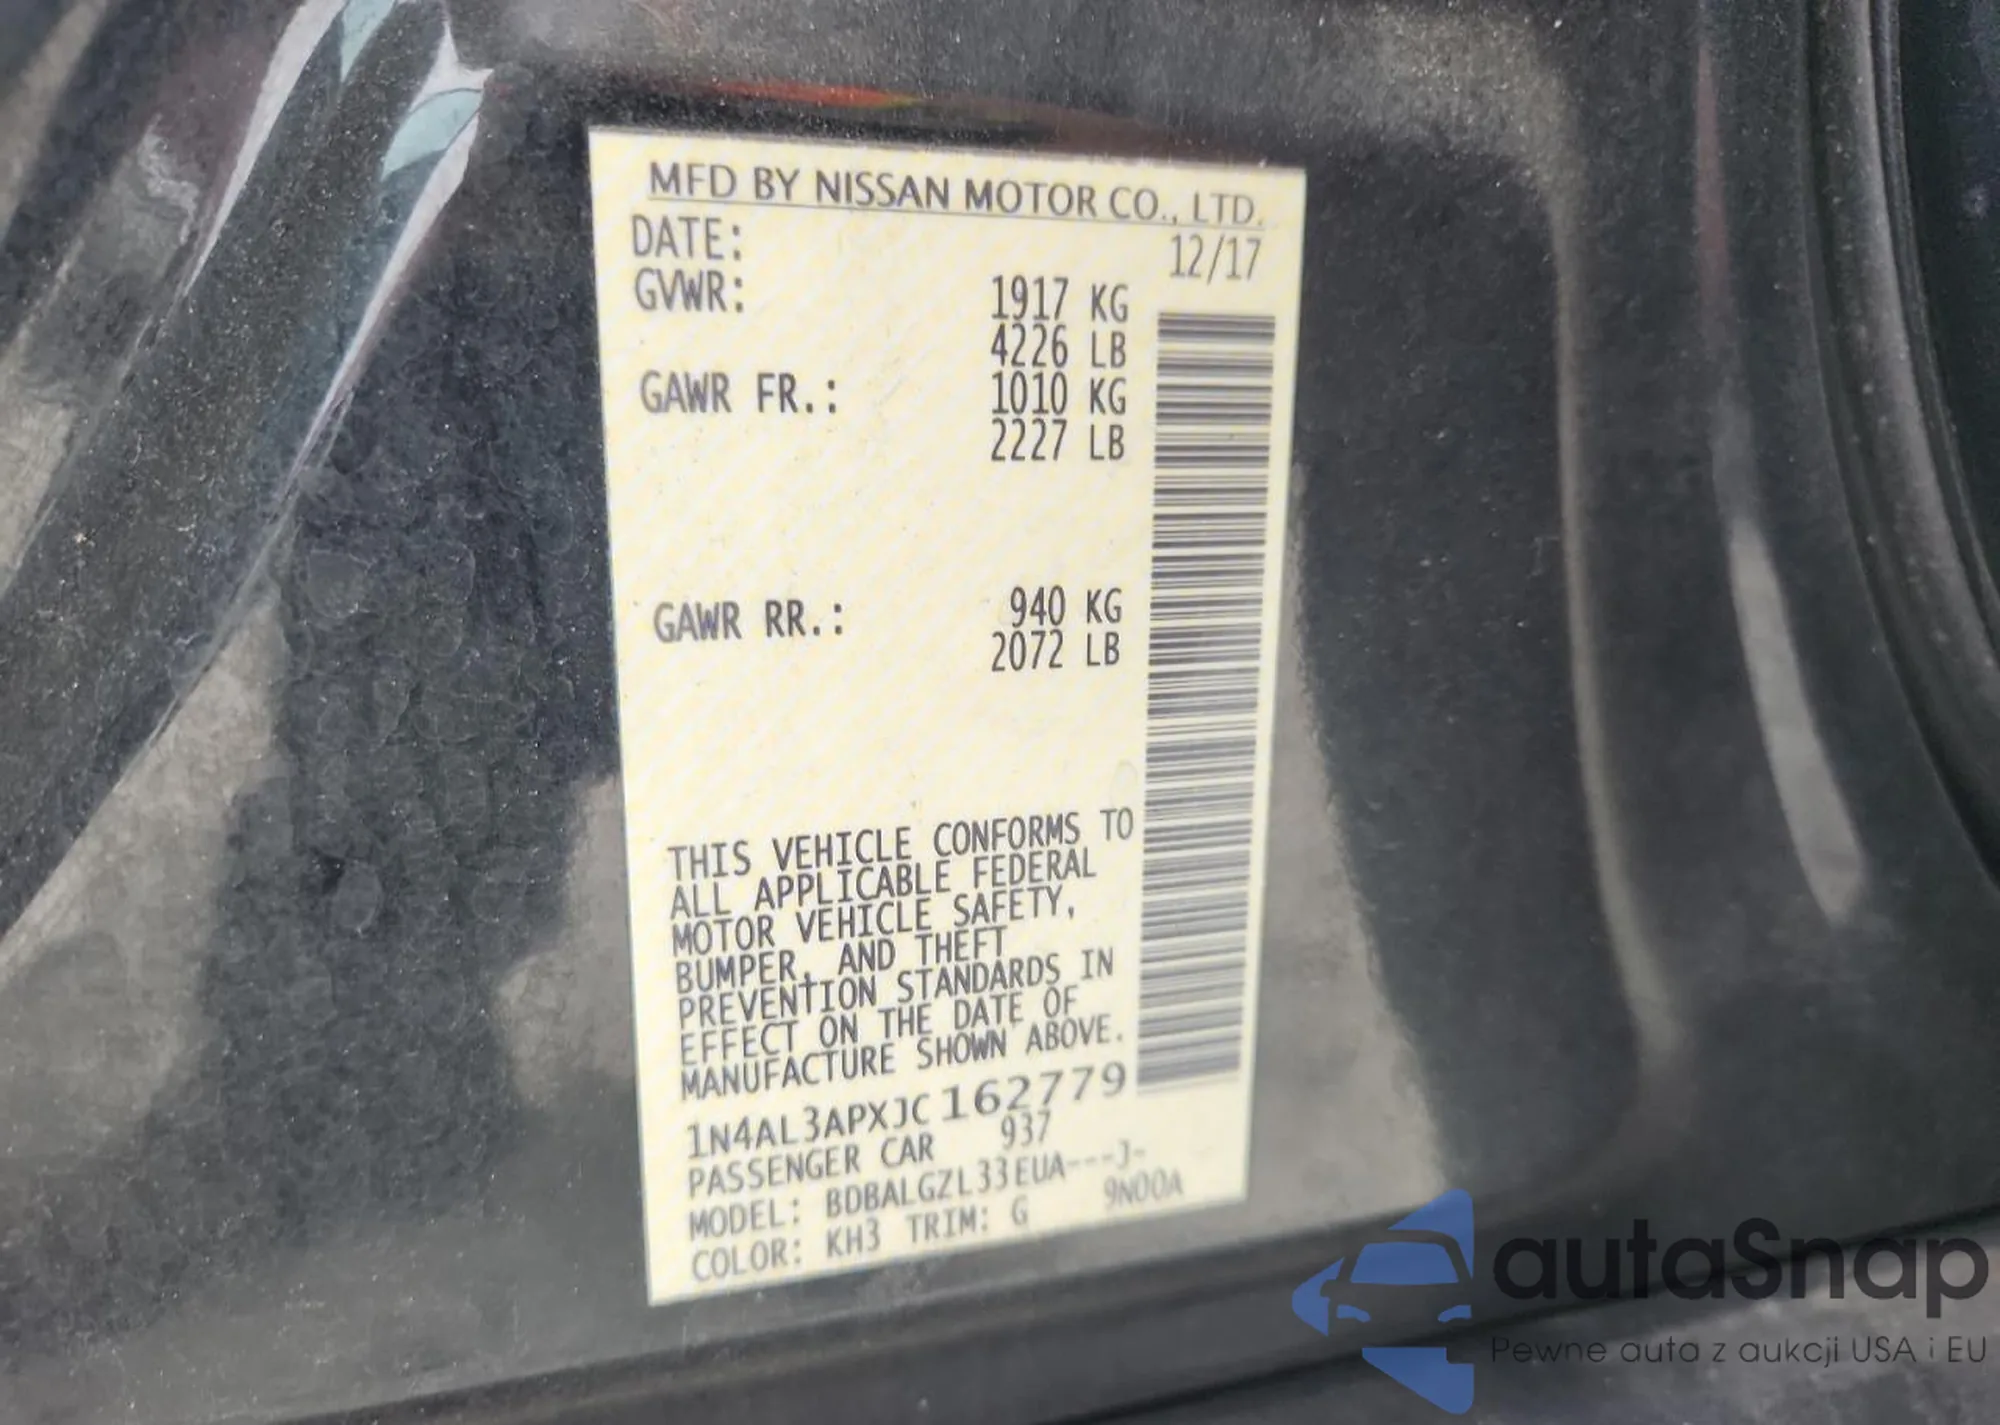 MFD BY NISSAN MOTOR CO., LTD.
DATE: 12/17
GVWR: 1917 KG
4226 LB
GAWR FR.: 1010 KG
2227 LB
GAWR RR.: 940 KG
2072 LB
THIS VEHICLE CONFORMS TO
ALL APPLICABLE FEDERAL
MOTOR VEHICLE SAFETY,
BUMPER, AND THEFT
PREVENTION STANDARDS IN
EFFECT ON THE DATE OF
MANUFACTURE SHOWN ABOVE.
1N4AL3APXJC162779
PASSENGER CAR 937
MODEL: BDBALGZL33EUA---J-
COLOR: KH3 TRIM: G 9N00A
autaSnap
Pewne auta z aukcji USA i EU